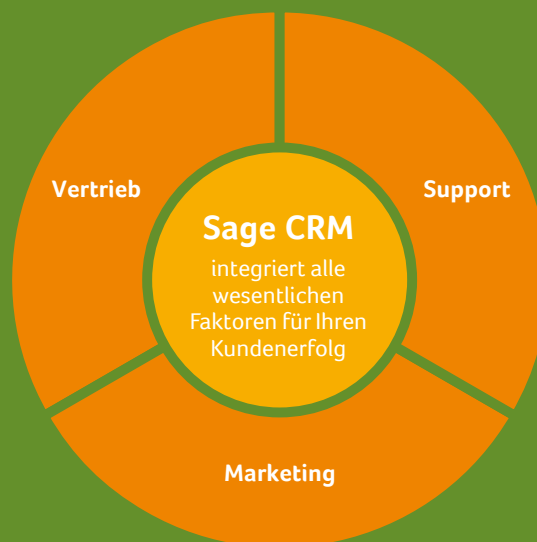 Vertrieb
Support
Sage CRM
integriert alle
wesentlichen
Faktoren für Ihren
Kundenerfolg
Marketing